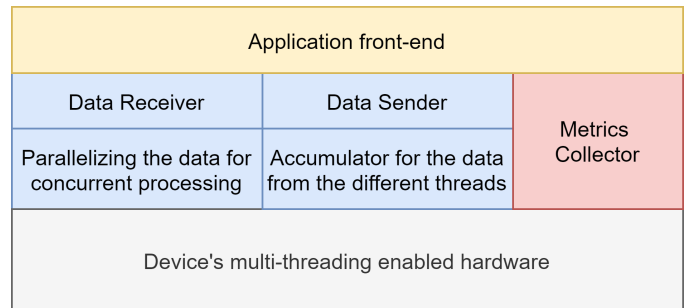 Application front-end
Data Receiver
Data Sender
Metrics
Collector
Parallelizing the data for
concurrent processing
Accumulator for the data
from the different threads
Device's multi-threading enabled hardware